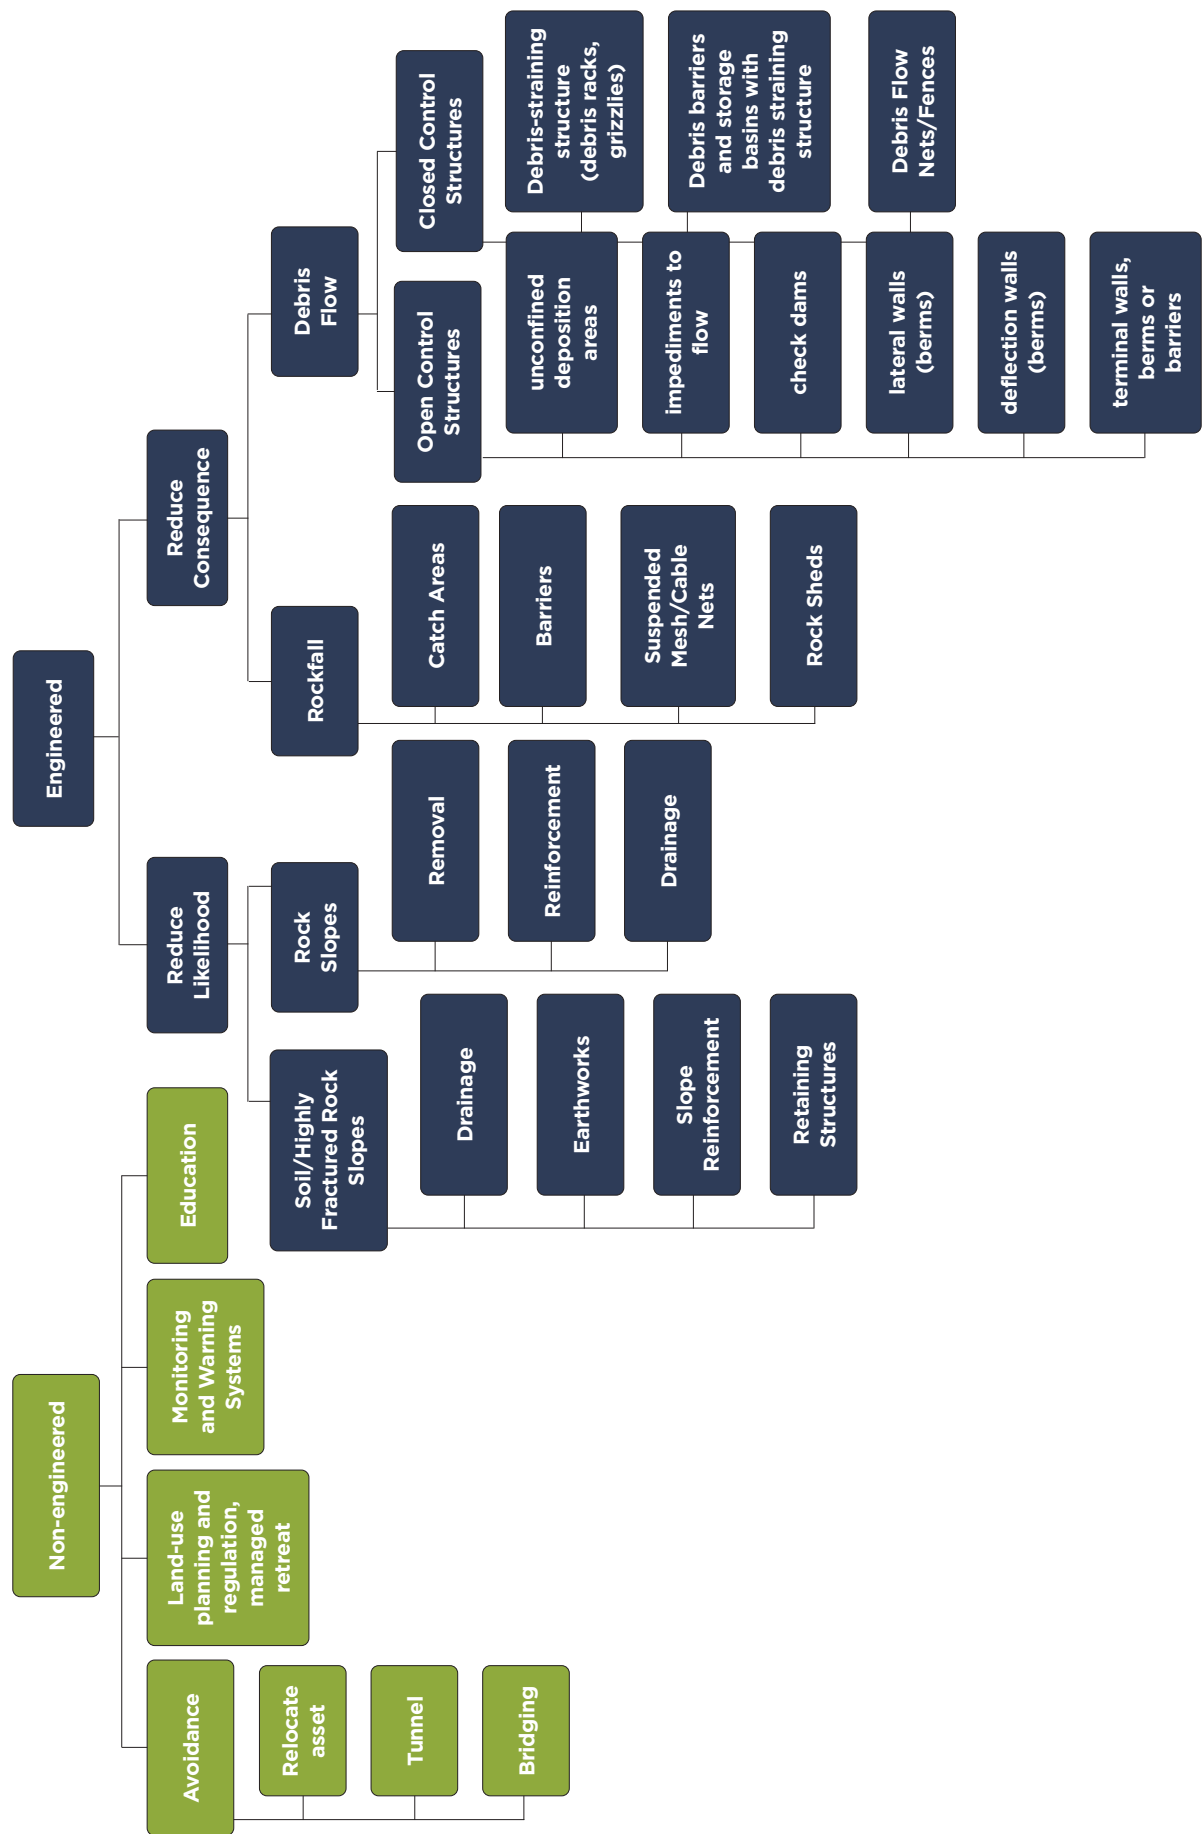 Non-engineered
Avoidance
Relocate
asset
Tunnel
Bridging
Land-use
planning and
regulation,
managed
retreat
Monitoring
and Warning
Systems
Education
Engineered
Reduce
Likelihood
Soil/Highly
Fractured Rock
Slopes
Drainage
Earthworks
Slope
Reinforcement
Retaining
Structures
Rock
Slopes
Removal
Reinforcement
Drainage
Reduce
Consequence
Rockfall
Catch Areas
Barriers
Suspended
Mesh/Cable
Nets
Rock Sheds
Debris
Flow
Open Control
Structures
unconfined
deposition
areas
impediments to
flow
check dams
lateral walls
(berms)
deflection walls
(berms)
terminal walls,
berms or
barriers
Closed Control
Structures
Debris-straining
structure
(debris racks,
grizzlies)
Debris barriers
and storage
basins with
debris straining
structure
Debris Flow
Nets/Fences